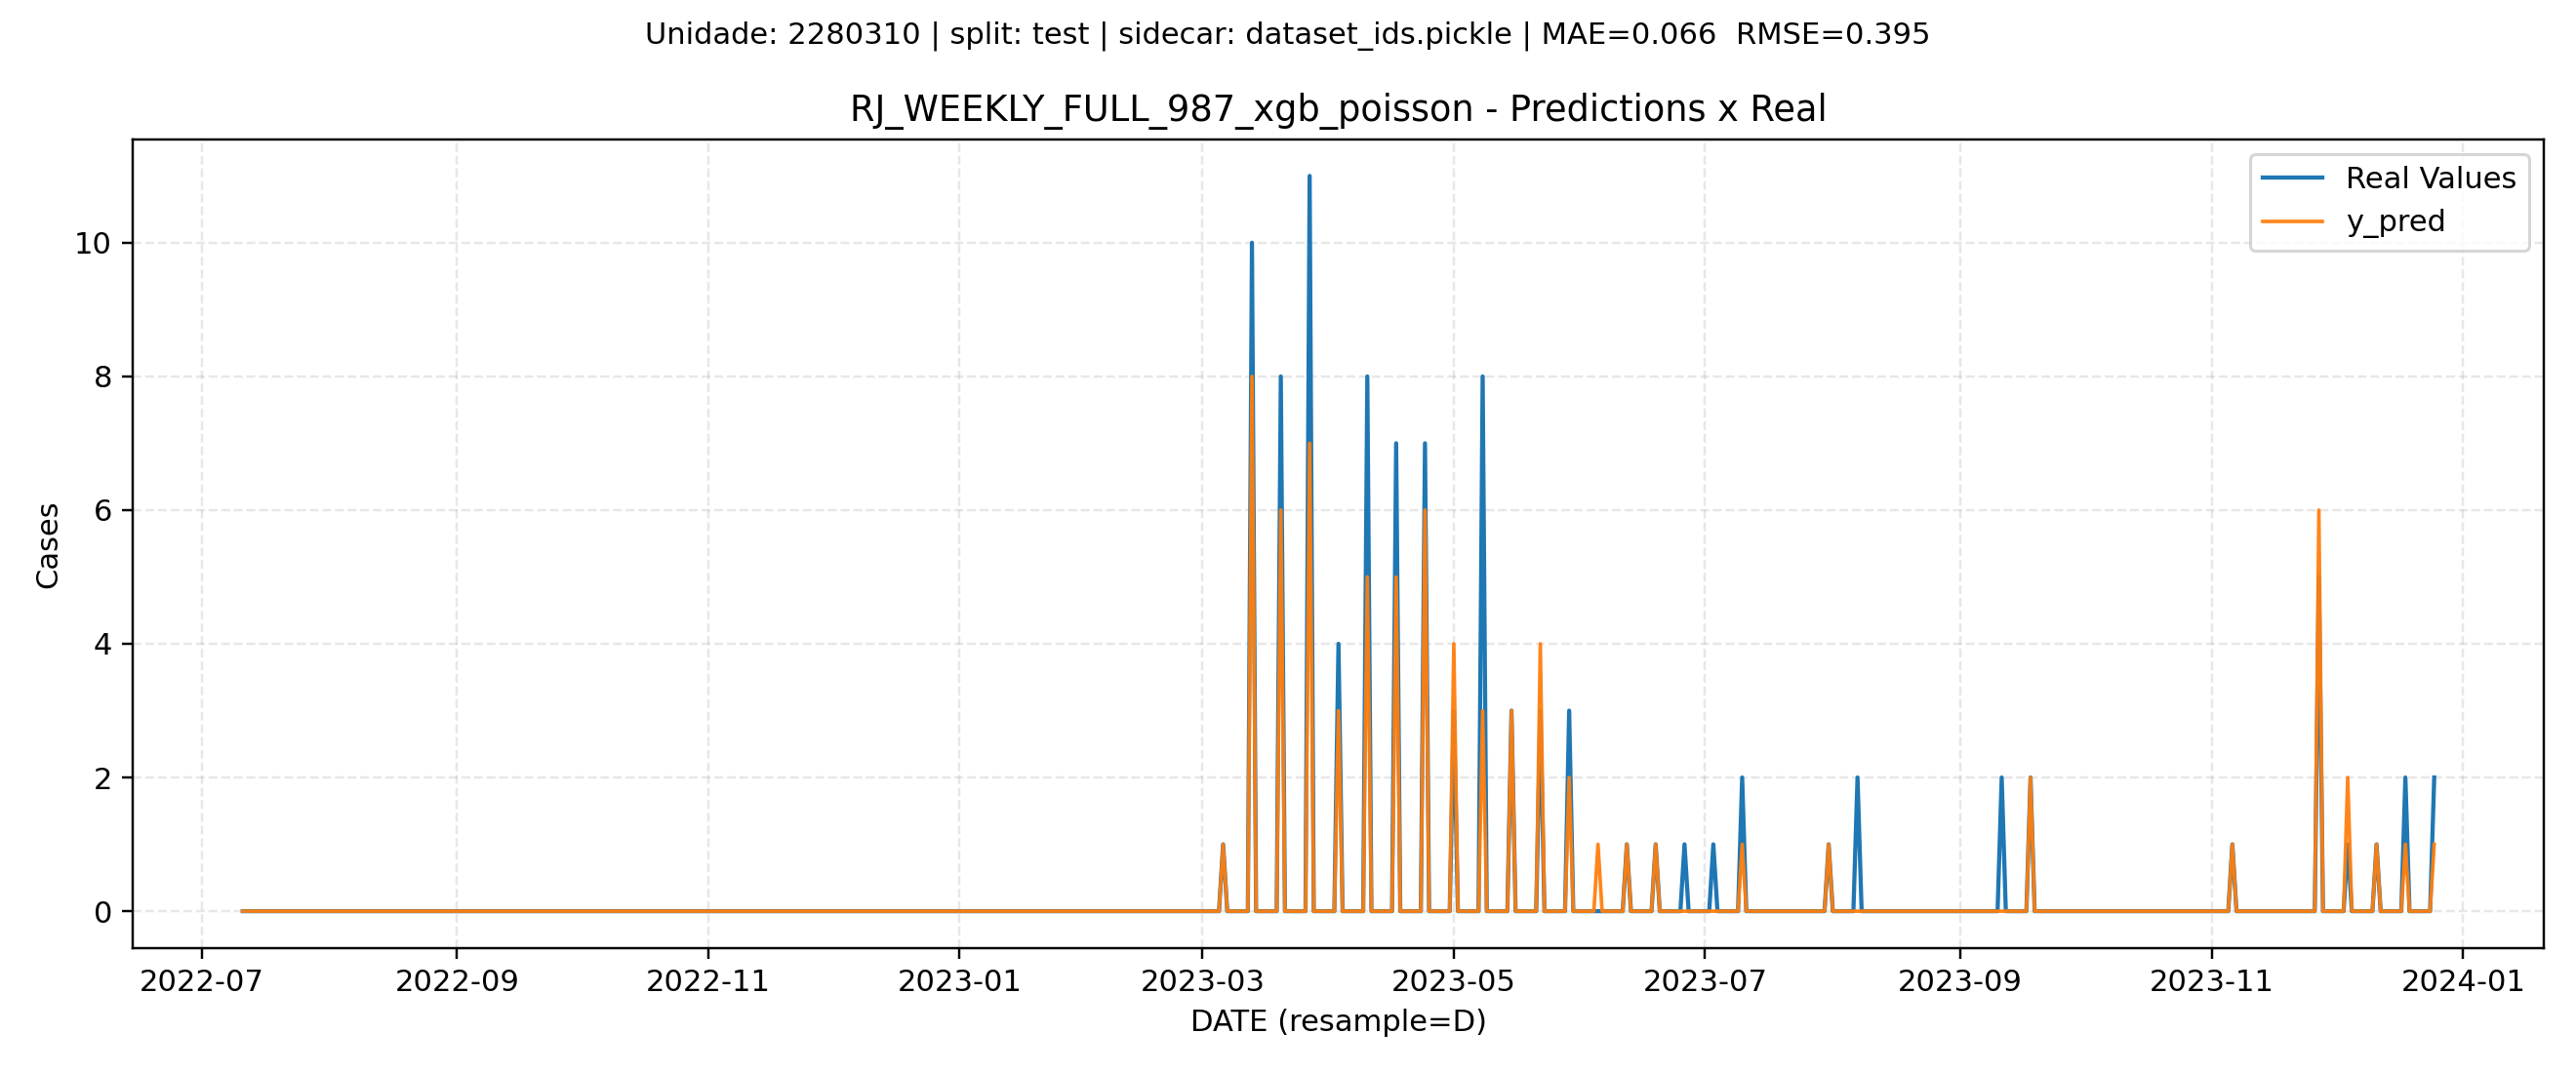 Unidade: 2280310 | split: test | sidecar: dataset_ids.pickle | MAE=0.066  RMSE=0.395
RJ_WEEKLY_FULL_987_xgb_poisson - Predictions x Real
Real Values
y_pred
Cases
10
8
6
4
2
0
2022-07
2022-09
2022-11
2023-01
2023-03
2023-05
2023-07
2023-09
2023-11
2024-01
DATE (resample=D)